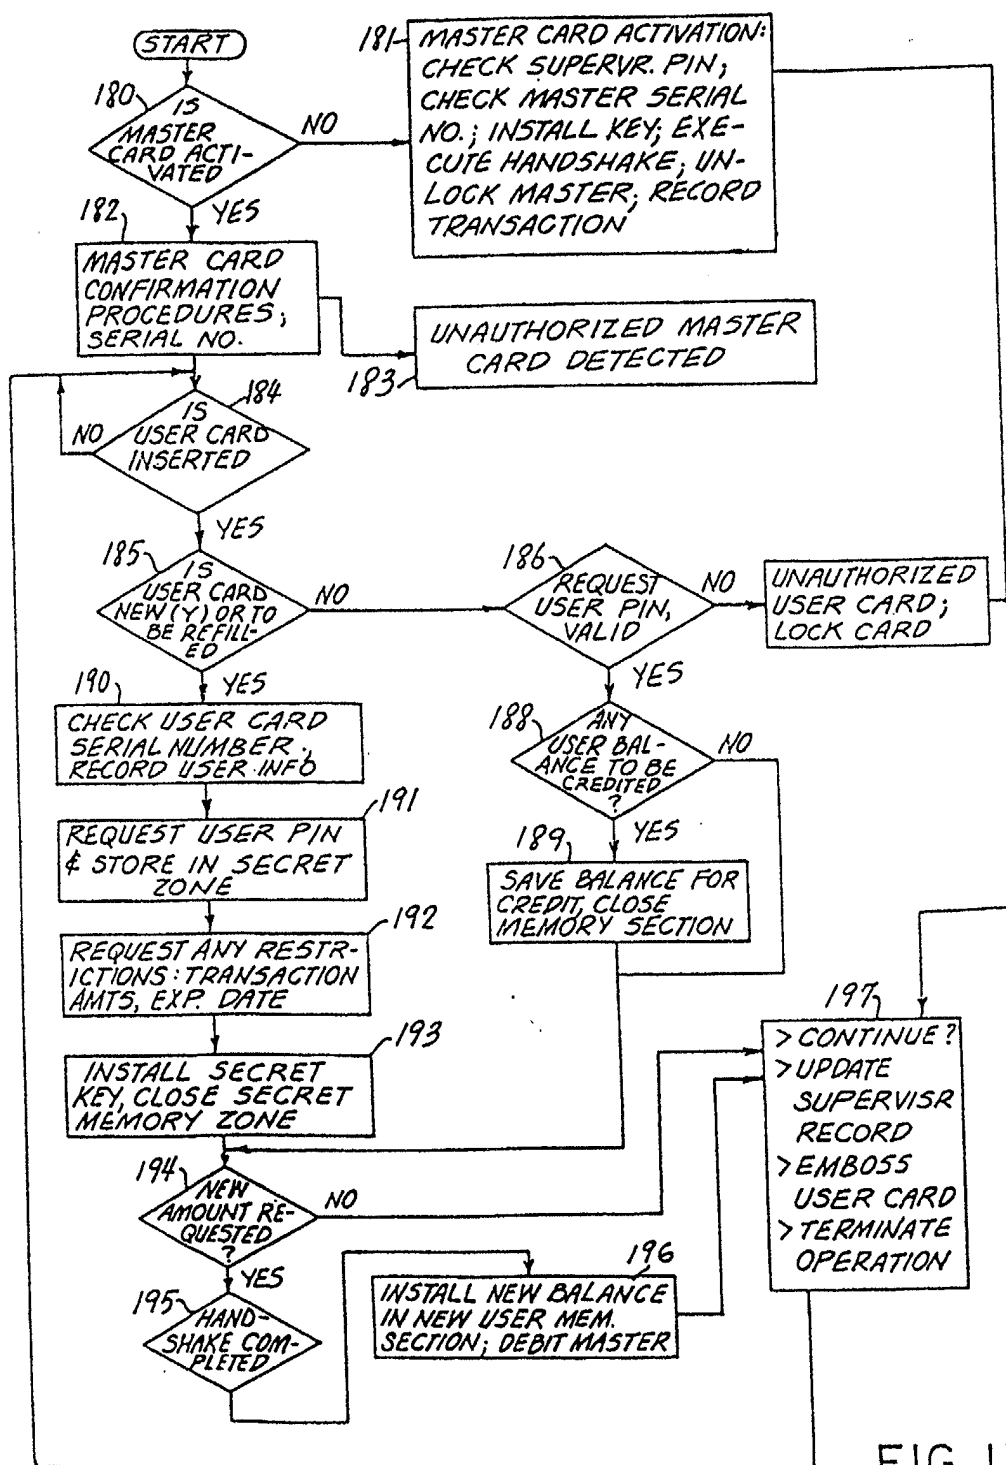 START
180
IS
MASTER
CARD ACTI-
VATED
NO
YES
181
MASTER CARD ACTIVATION:
CHECK SUPERVR. PIN;
CHECK MASTER SERIAL
NO.; INSTALL KEY; EXE-
CUTE HANDSHAKE; UN-
LOCK MASTER; RECORD
TRANSACTION
182
MASTER CARD
CONFIRMATION
PROCEDURES;
SERIAL NO.
UNAUTHORIZED MASTER
CARD DETECTED
183
184
IS
USER CARD
INSERTED
NO
YES
185
IS
USER CARD
NEW (Y) OR TO
BE REFILL-
ED
NO
YES
186
REQUEST
USER PIN,
VALID
NO
YES
UNAUTHORIZED
USER CARD;
LOCK CARD
188
ANY
USER BAL-
ANCE TO BE
CREDITED
?
NO
YES
189
SAVE BALANCE FOR
CREDIT, CLOSE
MEMORY SECTION
190
CHECK USER CARD
SERIAL NUMBER;
RECORD USER INFO
191
REQUEST USER PIN
& STORE IN SECRET
ZONE
192
REQUEST ANY RESTR-
ICTIONS: TRANSACTION
AMTS, EXP. DATE
193
INSTALL SECRET
KEY, CLOSE SECRET
MEMORY ZONE
194
NEW
AMOUNT RE-
QUESTED
?
NO
YES
195
HAND-
SHAKE COM-
PLETED
196
INSTALL NEW BALANCE
IN NEW USER MEM.
SECTION; DEBIT MASTER
197
> CONTINUE?
> UPDATE
SUPERVISR
RECORD
> EMBOSS
USER CARD
> TERMINATE
OPERATION
FIG.